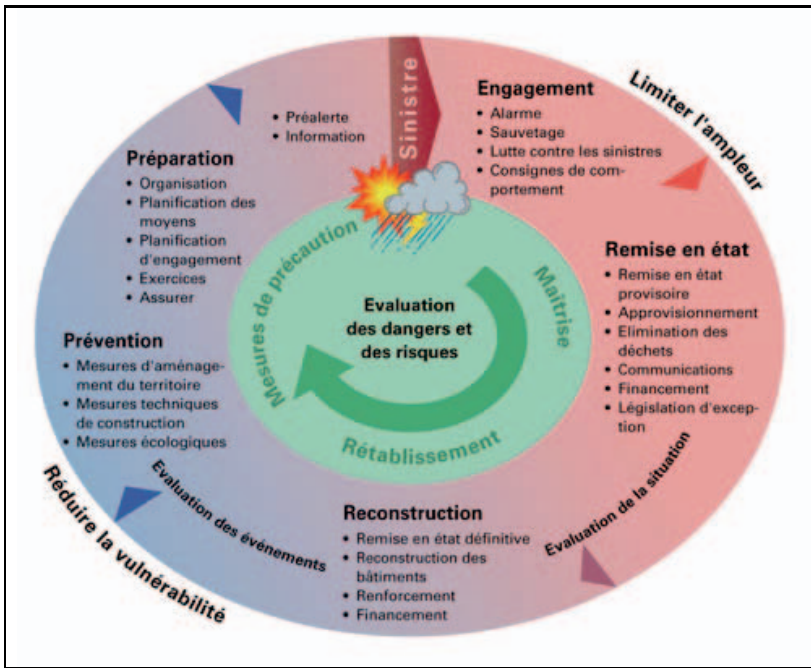 Sinistre
Engagement
• Alarme
• Sauvetage
• Lutte contre les sinistres
• Consignes de com-
portement
Limiter l'ampleur
Remise en état
• Remise en état
provisoire
• Approvisionnement
• Elimination des
déchets
• Communications
• Financement
• Législation d'excep-
tion
Evaluation de la situation
Reconstruction
• Remise en état définitive
• Reconstruction des
bâtiments
• Renforcement
• Financement
Evaluation des événements
Réduire la vulnérabilité
Prévention
• Mesures d'aménage-
ment du territoire
• Mesures techniques
de construction
• Mesures écologiques
Préparation
• Organisation
• Planification des
moyens
• Planification
d'engagement
• Exercices
• Assurer
• Préalerte
• Information
Mesures de précaution
Maîtrise
Rétablissement
Evaluation
des dangers et
des risques